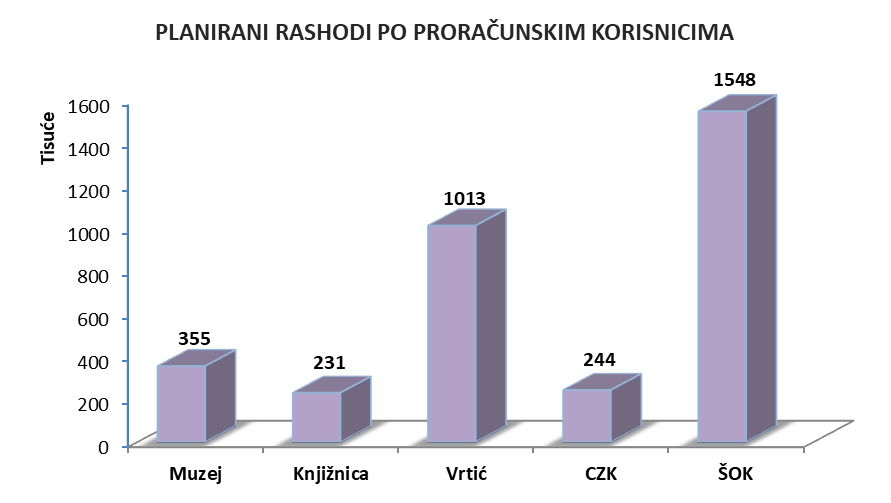 PLANIRANI RASHODI PO PRORAČUNSKIM KORISNICIMA
Tisuće
1600
1400
1200
1000
800
600
400
200
0
355
231
1013
244
1548
Muzej
Knjižnica
Vrtić
CZK
ŠOK